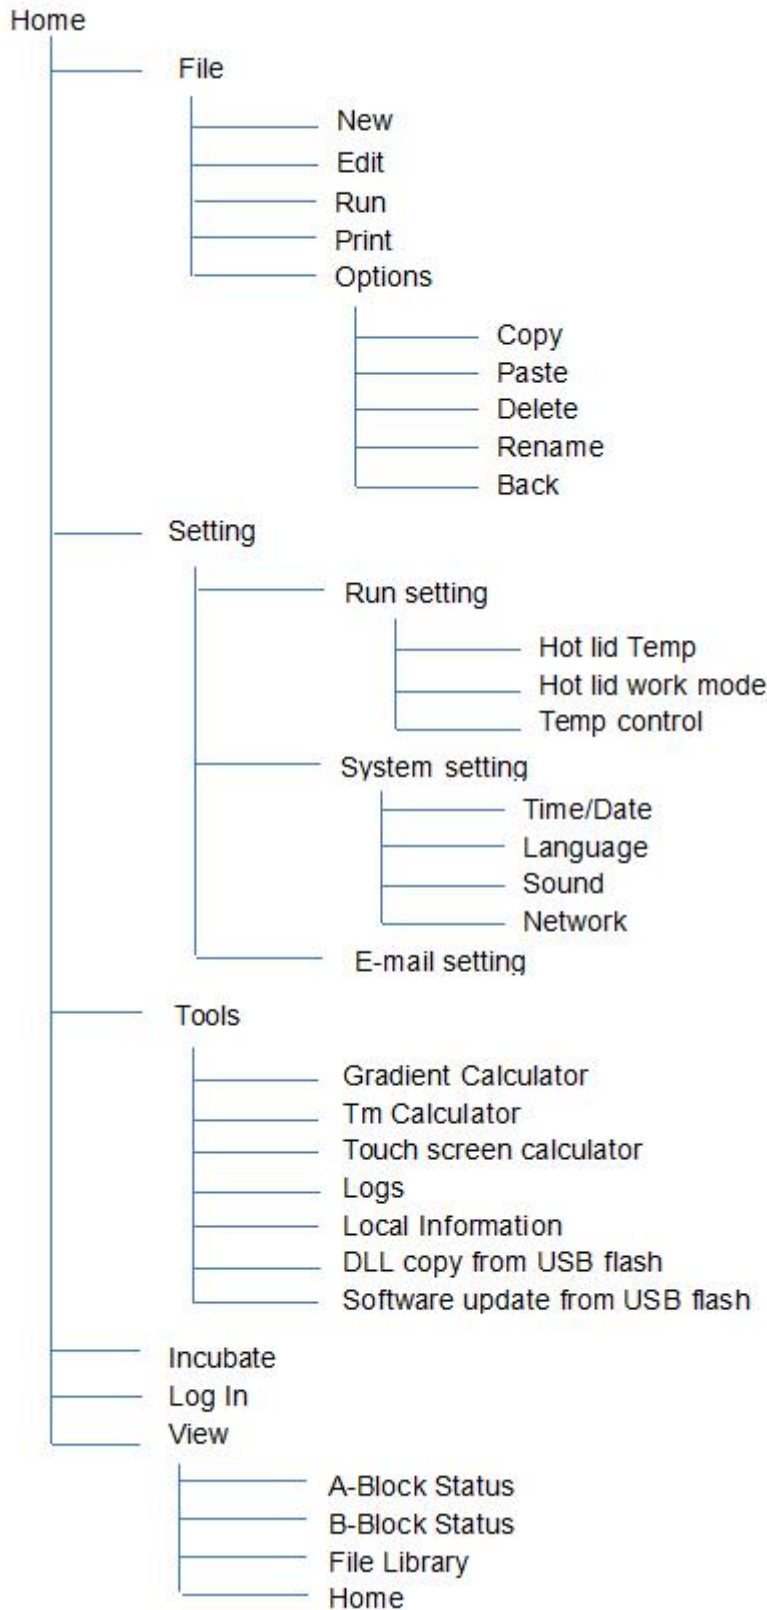 Home
File
New
Edit
Run
Print
Options
Copy
Paste
Delete
Rename
Back
Setting
Run setting
Hot lid Temp
Hot lid work mode
Temp control
System setting
Time/Date
Language
Sound
Network
E-mail setting
Tools
Gradient Calculator
Tm Calculator
Touch screen calculator
Logs
Local Information
DLL copy from USB flash
Software update from USB flash
Incubate
Log In
View
A-Block Status
B-Block Status
File Library
Home